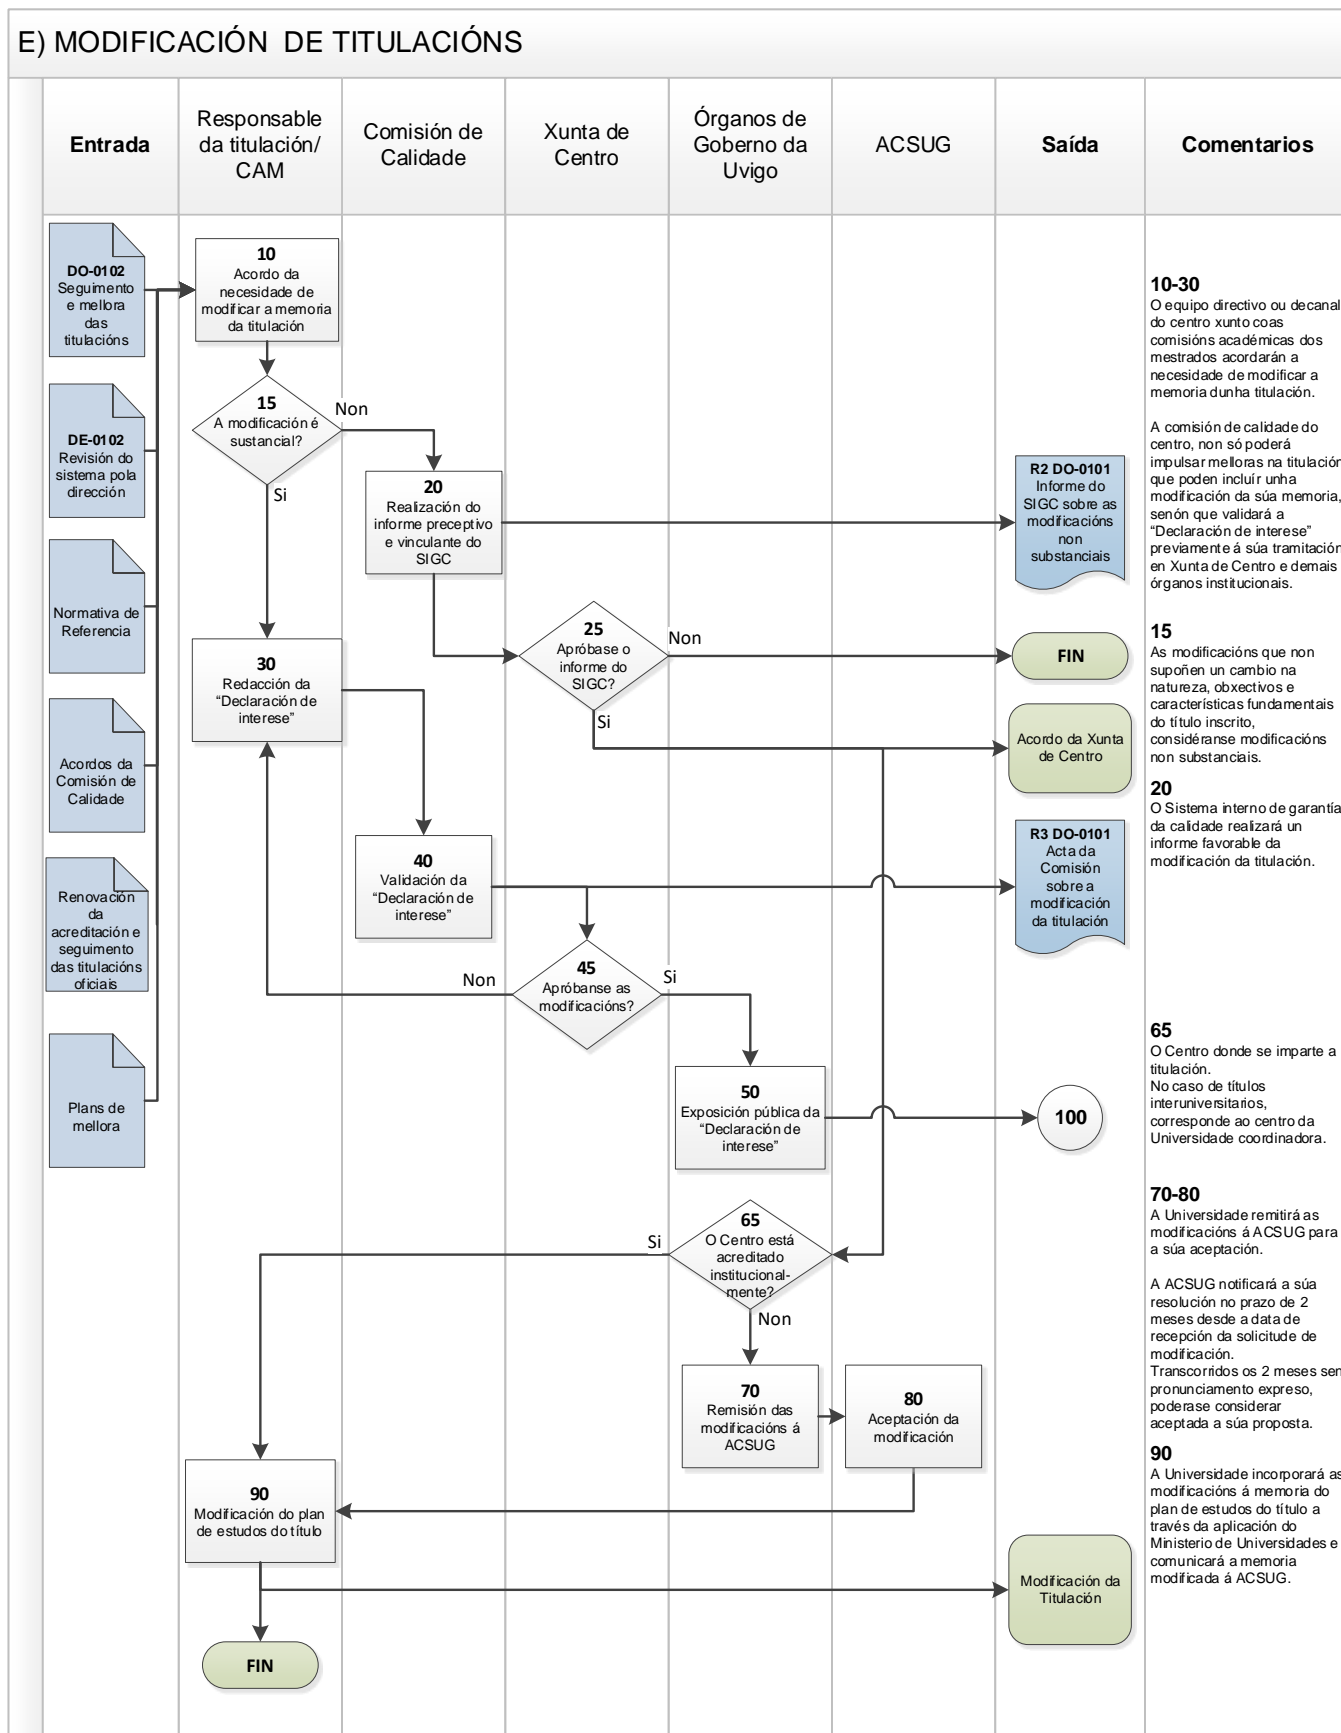 E) MODIFICACIÓN DE TITULACIÓNS
Entrada
Responsable
da titulación/
CAM
Comisión de
Calidade
Xunta de
Centro
Órganos de
Goberno da
Uvigo
ACSUG
Saída
Comentarios
DO-0102
Seguimento
e mellora
das
titulacións
DE-0102
Revisión do
sistema pola
dirección
Normativa de
Referencia
Acordos da
Comisión de
Calidade
Renovación
da
acreditación e
seguimento
das titulacións
oficiais
Plans de
mellora
10
Acordo da
necesidade de
modificar a memoria
da titulación
15
A modificación é
sustancial?
Non
Si
20
Realización do
informe preceptivo
e vinculante do
SIGC
R2 DO-0101
Informe do
SIGC sobre as
modificacións
non
substanciais
25
Apróbase o
informe do
SIGC?
Non
Si
FIN
Acordo da Xunta
de Centro
30
Redacción da
“Declaración de
interese”
40
Validación da
“Declaración de
interese”
R3 DO-0101
Acta da
Comisión
sobre a
modificación
da titulación
45
Apróbanse as
modificacións?
Non
Si
50
Exposición pública da
“Declaración de
interese”
100
65
O Centro está
acreditado
institucional-
mente?
Si
Non
70
Remisión das
modificacións á
ACSUG
80
Aceptación da
modificación
90
Modificación do plan
de estudos do título
Modificación da
Titulación
FIN
10-30
O equipo directivo ou decanal
do centro xunto coas
comisións académicas dos
mestrados acordarán a
necesidade de modificar a
memoria dunha titulación.
A comisión de calidade do
centro, non só poderá
impulsar melloras na titulación
que poden incluír unha
modificación da súa memoria,
senón que validará a
“Declaración de interese”
previamente á súa tramitación
en Xunta de Centro e demais
órganos institucionais.
15
As modificacións que non
supoñen un cambio na
natureza, obxectivos e
características fundamentais
do título inscrito,
considéranse modificacións
non substanciais.
20
O Sistema interno de garantía
da calidade realizará un
informe favorable da
modificación da titulación.
65
O Centro donde se imparte a
titulación.
No caso de títulos
interuniversitarios,
corresponde ao centro da
Universidade coordinadora.
70-80
A Universidade remitirá as
modificacións á ACSUG para
a súa aceptación.
A ACSUG notificará a súa
resolución no prazo de 2
meses desde a data de
recepción da solicitude de
modificación.
Transcorridos os 2 meses sen
pronunciamento expreso,
poderase considerar
aceptada a súa proposta.
90
A Universidade incorporará as
modificacións á memoria do
plan de estudos do título a
través da aplicación do
Ministerio de Universidades e
comunicará a memoria
modificada á ACSUG.